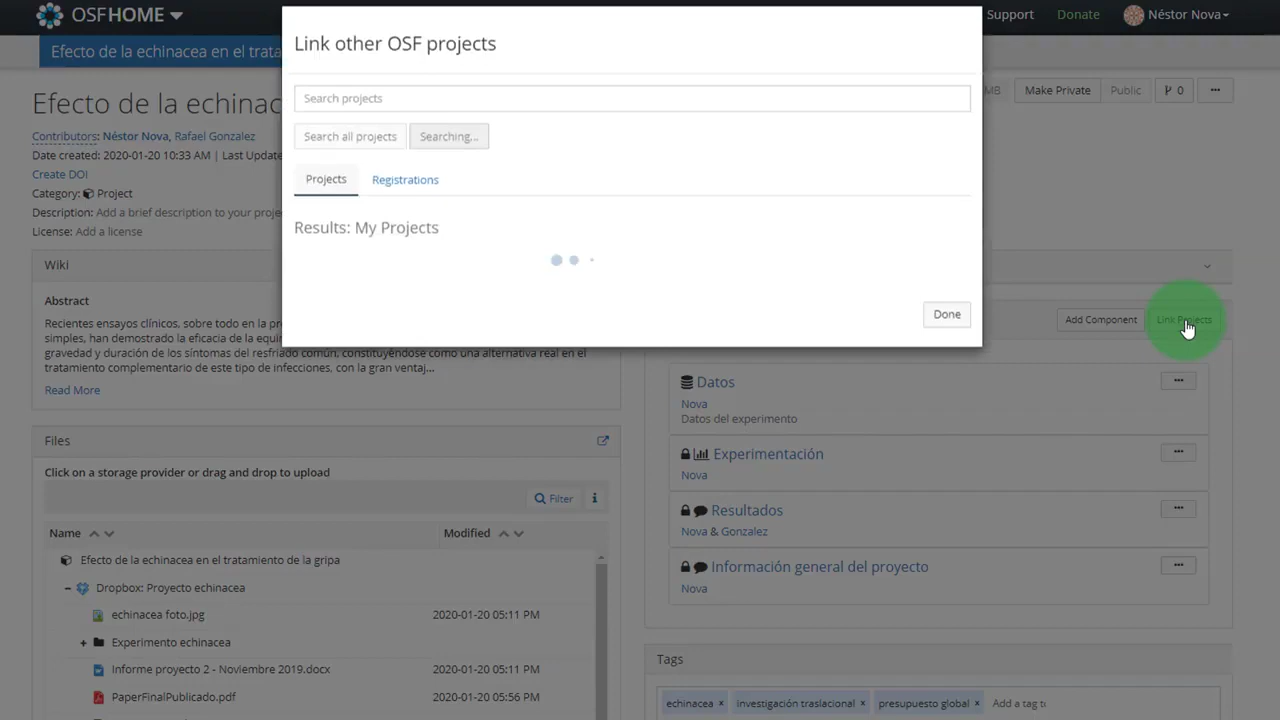 OSFHOME
Support
Donate
Néstor Nova
Efecto de la echinacea en el trata
Link other OSF projects
Search projects
Search all projects
Searching...
Projects
Registrations
Results: My Projects
Done
Efecto de la echinac
MB
Make Private
Public
0
Contributors: Néstor Nova, Rafael Gonzalez
Date created: 2020-01-20 10:33 AM | Last Update
Create DOI
Category: Project
Description: Add a brief description to your proje
License: Add a license
Wiki
Abstract
Recientes ensayos clínicos, sobre todo en la pr
simples, han demostrado la eficacia de la equi
gravedad y duración de los síntomas del resfriado común, constituyéndose como una alternativa real en el
tratamiento complementario de este tipo de infecciones, con la gran ventaj...
Read More
Files
Click on a storage provider or drag and drop to upload
Filter
Name
Modified
Efecto de la echinacea en el tratamiento de la gripa
Dropbox: Proyecto echinacea
echinacea foto.jpg 2020-01-20 05:11 PM
Experimento echinacea
Informe proyecto 2 - Noviembre 2019.docx 2020-01-20 05:11 PM
PaperFinalPublicado.pdf 2020-01-20 05:56 PM
Add Component
Link Projects
Datos
Nova
Datos del experimento
Experimentación
Nova
Resultados
Nova & Gonzalez
Información general del proyecto
Nova
Tags
echinacea × investigación traslacional × presupuesto global × Add a tag t